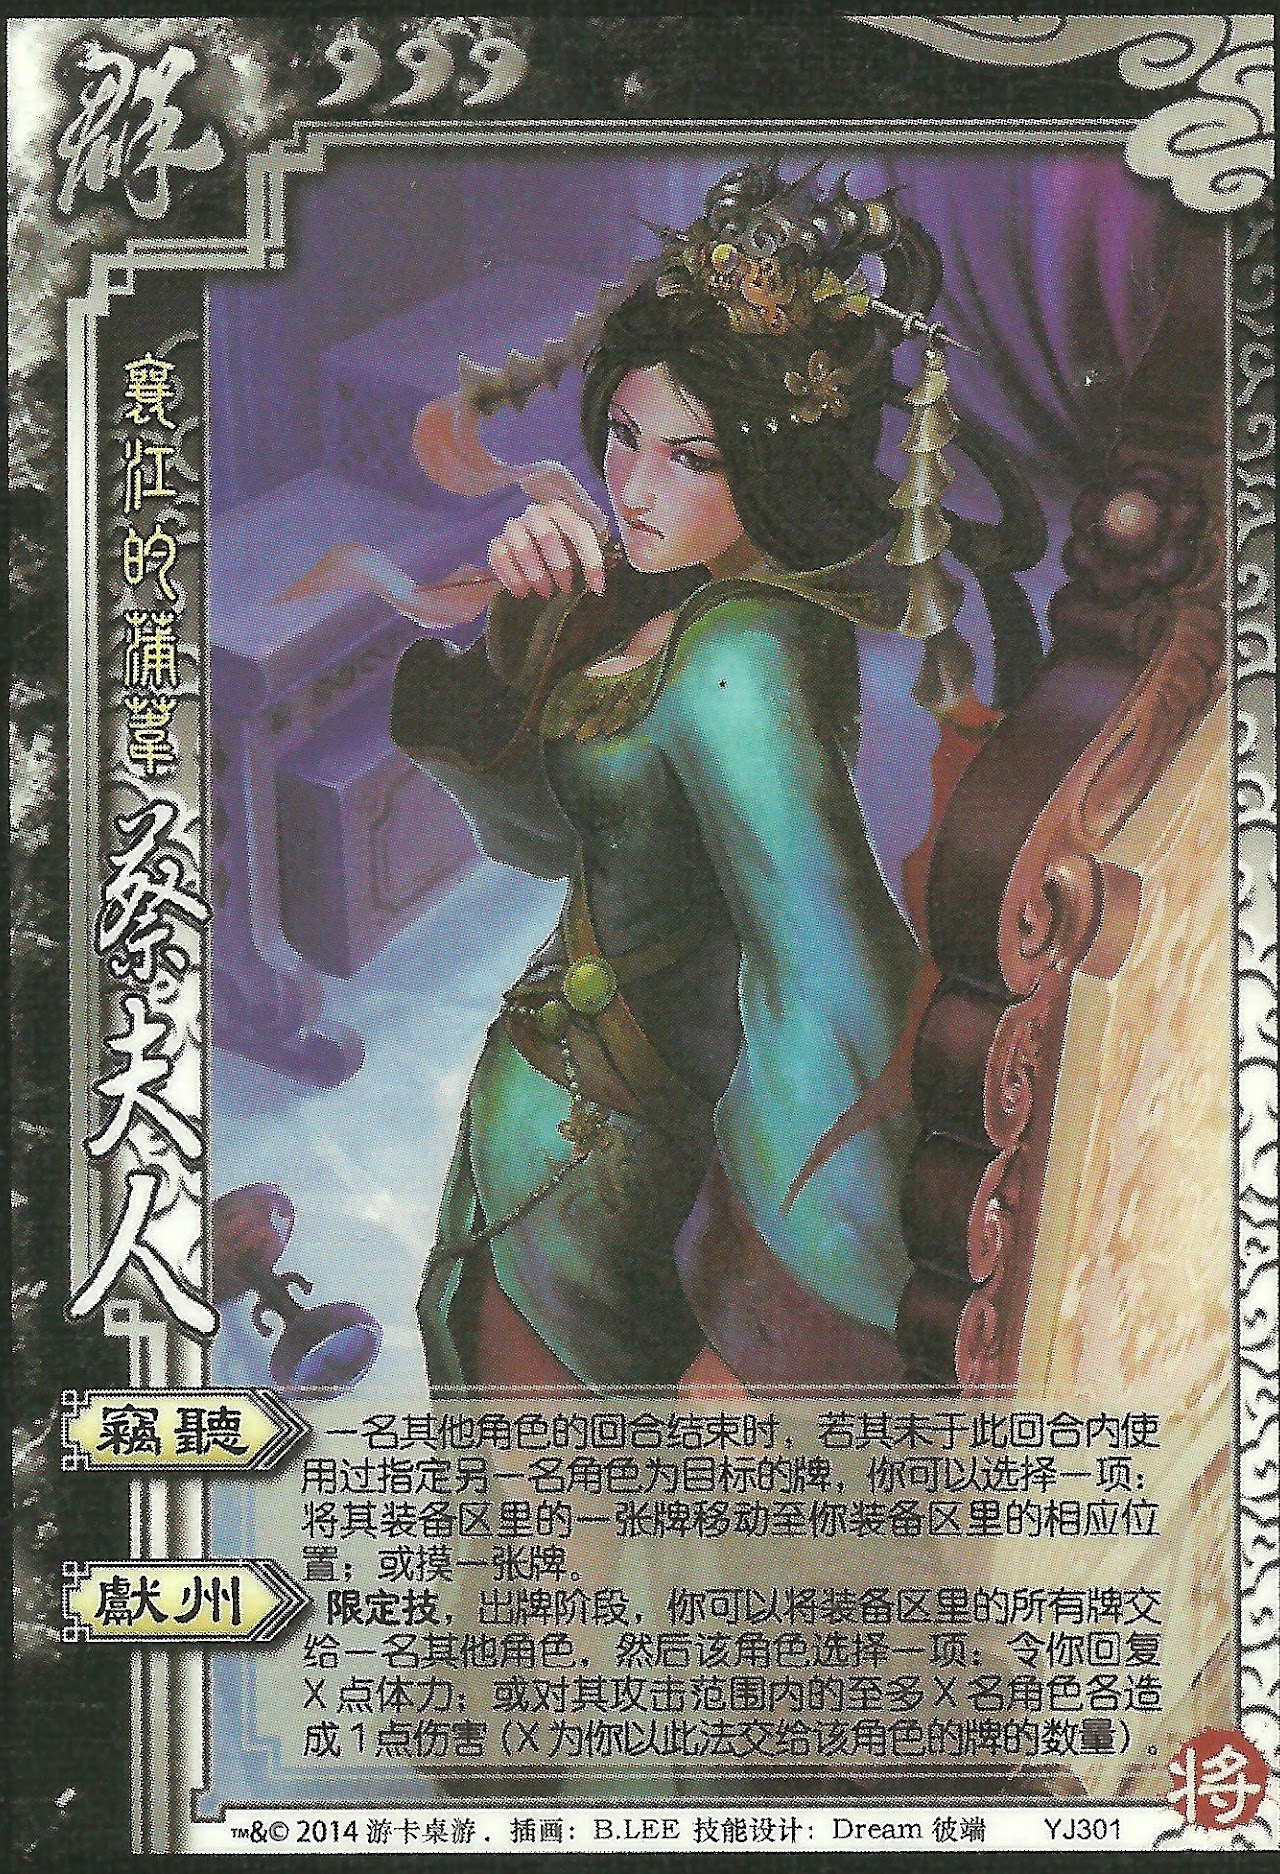 群
襄江的蒲葦
蔡夫人
竊聽
一名其他角色的回合结束时，若其未于此回合内使
用过指定另一名角色为目标的牌，你可以选择一项：
将其装备区里的一张牌移动至你装备区里的相应位
置；或摸一张牌。
獻州
限定技，出牌阶段，你可以将装备区里的所有牌交
给一名其他角色，然后该角色选择一项：令你回复
X点体力；或对其攻击范围内的至多X名角色各造
成1点伤害（X为你以此法交给该角色的牌的数量）。
将
™&© 2014 游卡桌游．插画：B.LEE 技能设计：Dream 彼端 YJ301